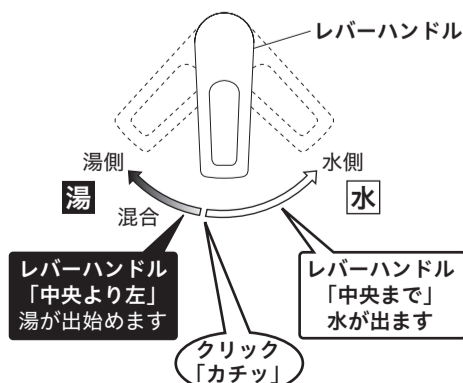 レバーハンドル
湯側
水側
湯
水
混合
レバーハンドル
「中央より左」
湯が出始めます
レバーハンドル
「中央まで」
水が出ます
クリック
「カチッ」